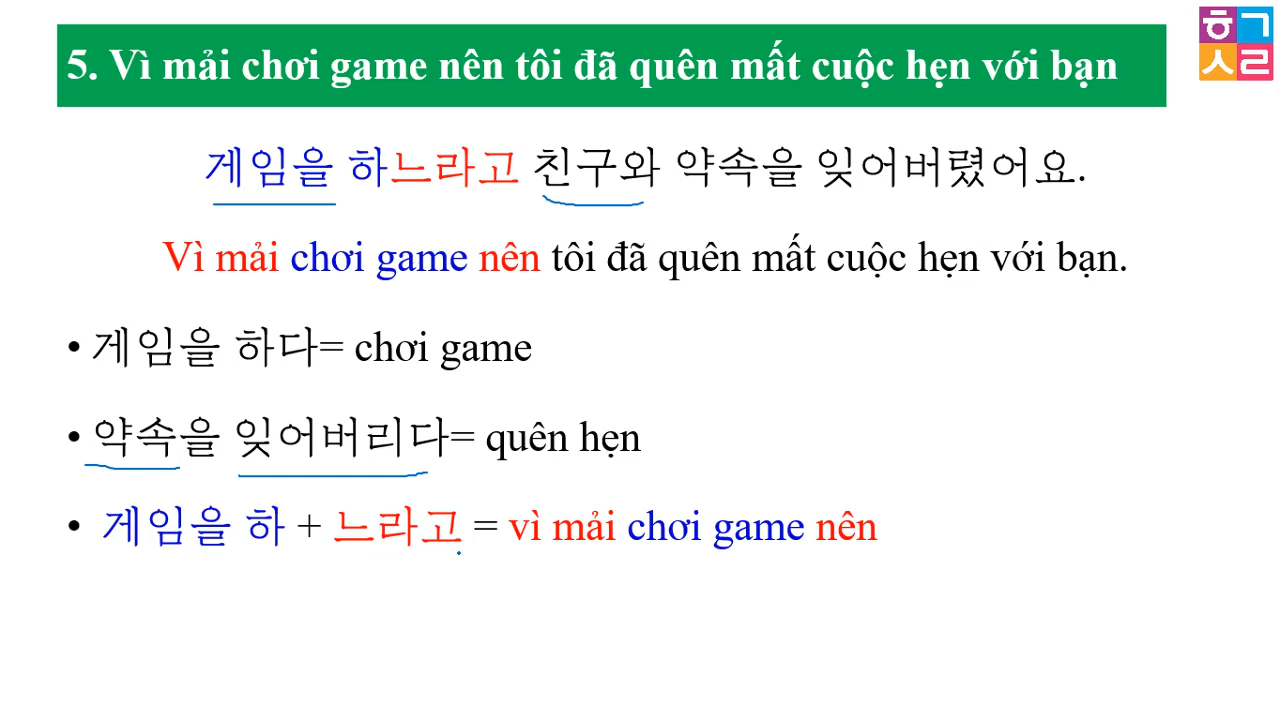 5. Vì mải chơi game nên tôi đã quên mất cuộc hẹn với bạn
ㅎㄱ
ㅅㄹ
게임을 하느라고 친구와 약속을 잊어버렸어요.
Vì mải chơi game nên tôi đã quên mất cuộc hẹn với bạn.
• 게임을 하다= chơi game
• 약속을 잊어버리다= quên hẹn
• 게임을 하 + 느라고 = vì mải chơi game nên